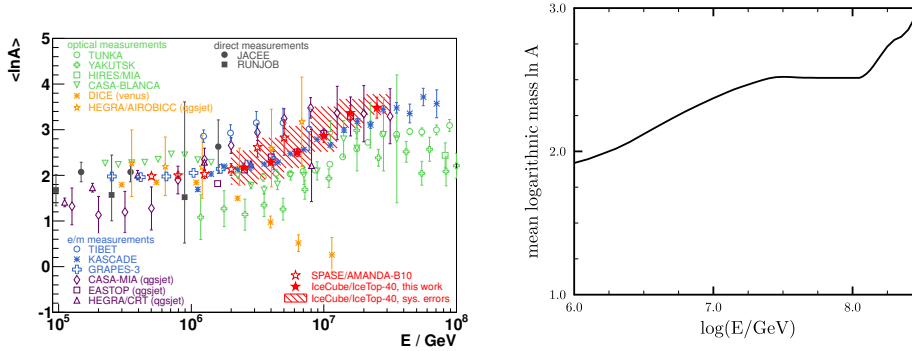 <lnA>
5
4
3
2
1
0
-1
optical measurements
TUNKA
YAKUTSK
HIRES/MIA
CASA-BLANCA
DICE (venus)
HEGRA/AIROBICC (qgsjet)
direct measurements
JACEE
RUNJOB
e/m measurements
TIBET
KASCADE
GRAPES-3
CASA-MIA (qgsjet)
EASTOP (qgsjet)
HEGRA/CRT (qgsjet)
SPASE/AMANDA-B10
IceCube/IceTop-40, this work
IceCube/IceTop-40, sys. errors
10^5 10^6 10^7 10^8
E / GeV
mean logarithmic mass ln A
3.0
2.0
1.0
6.0 7.0 8.0
log(E/GeV)